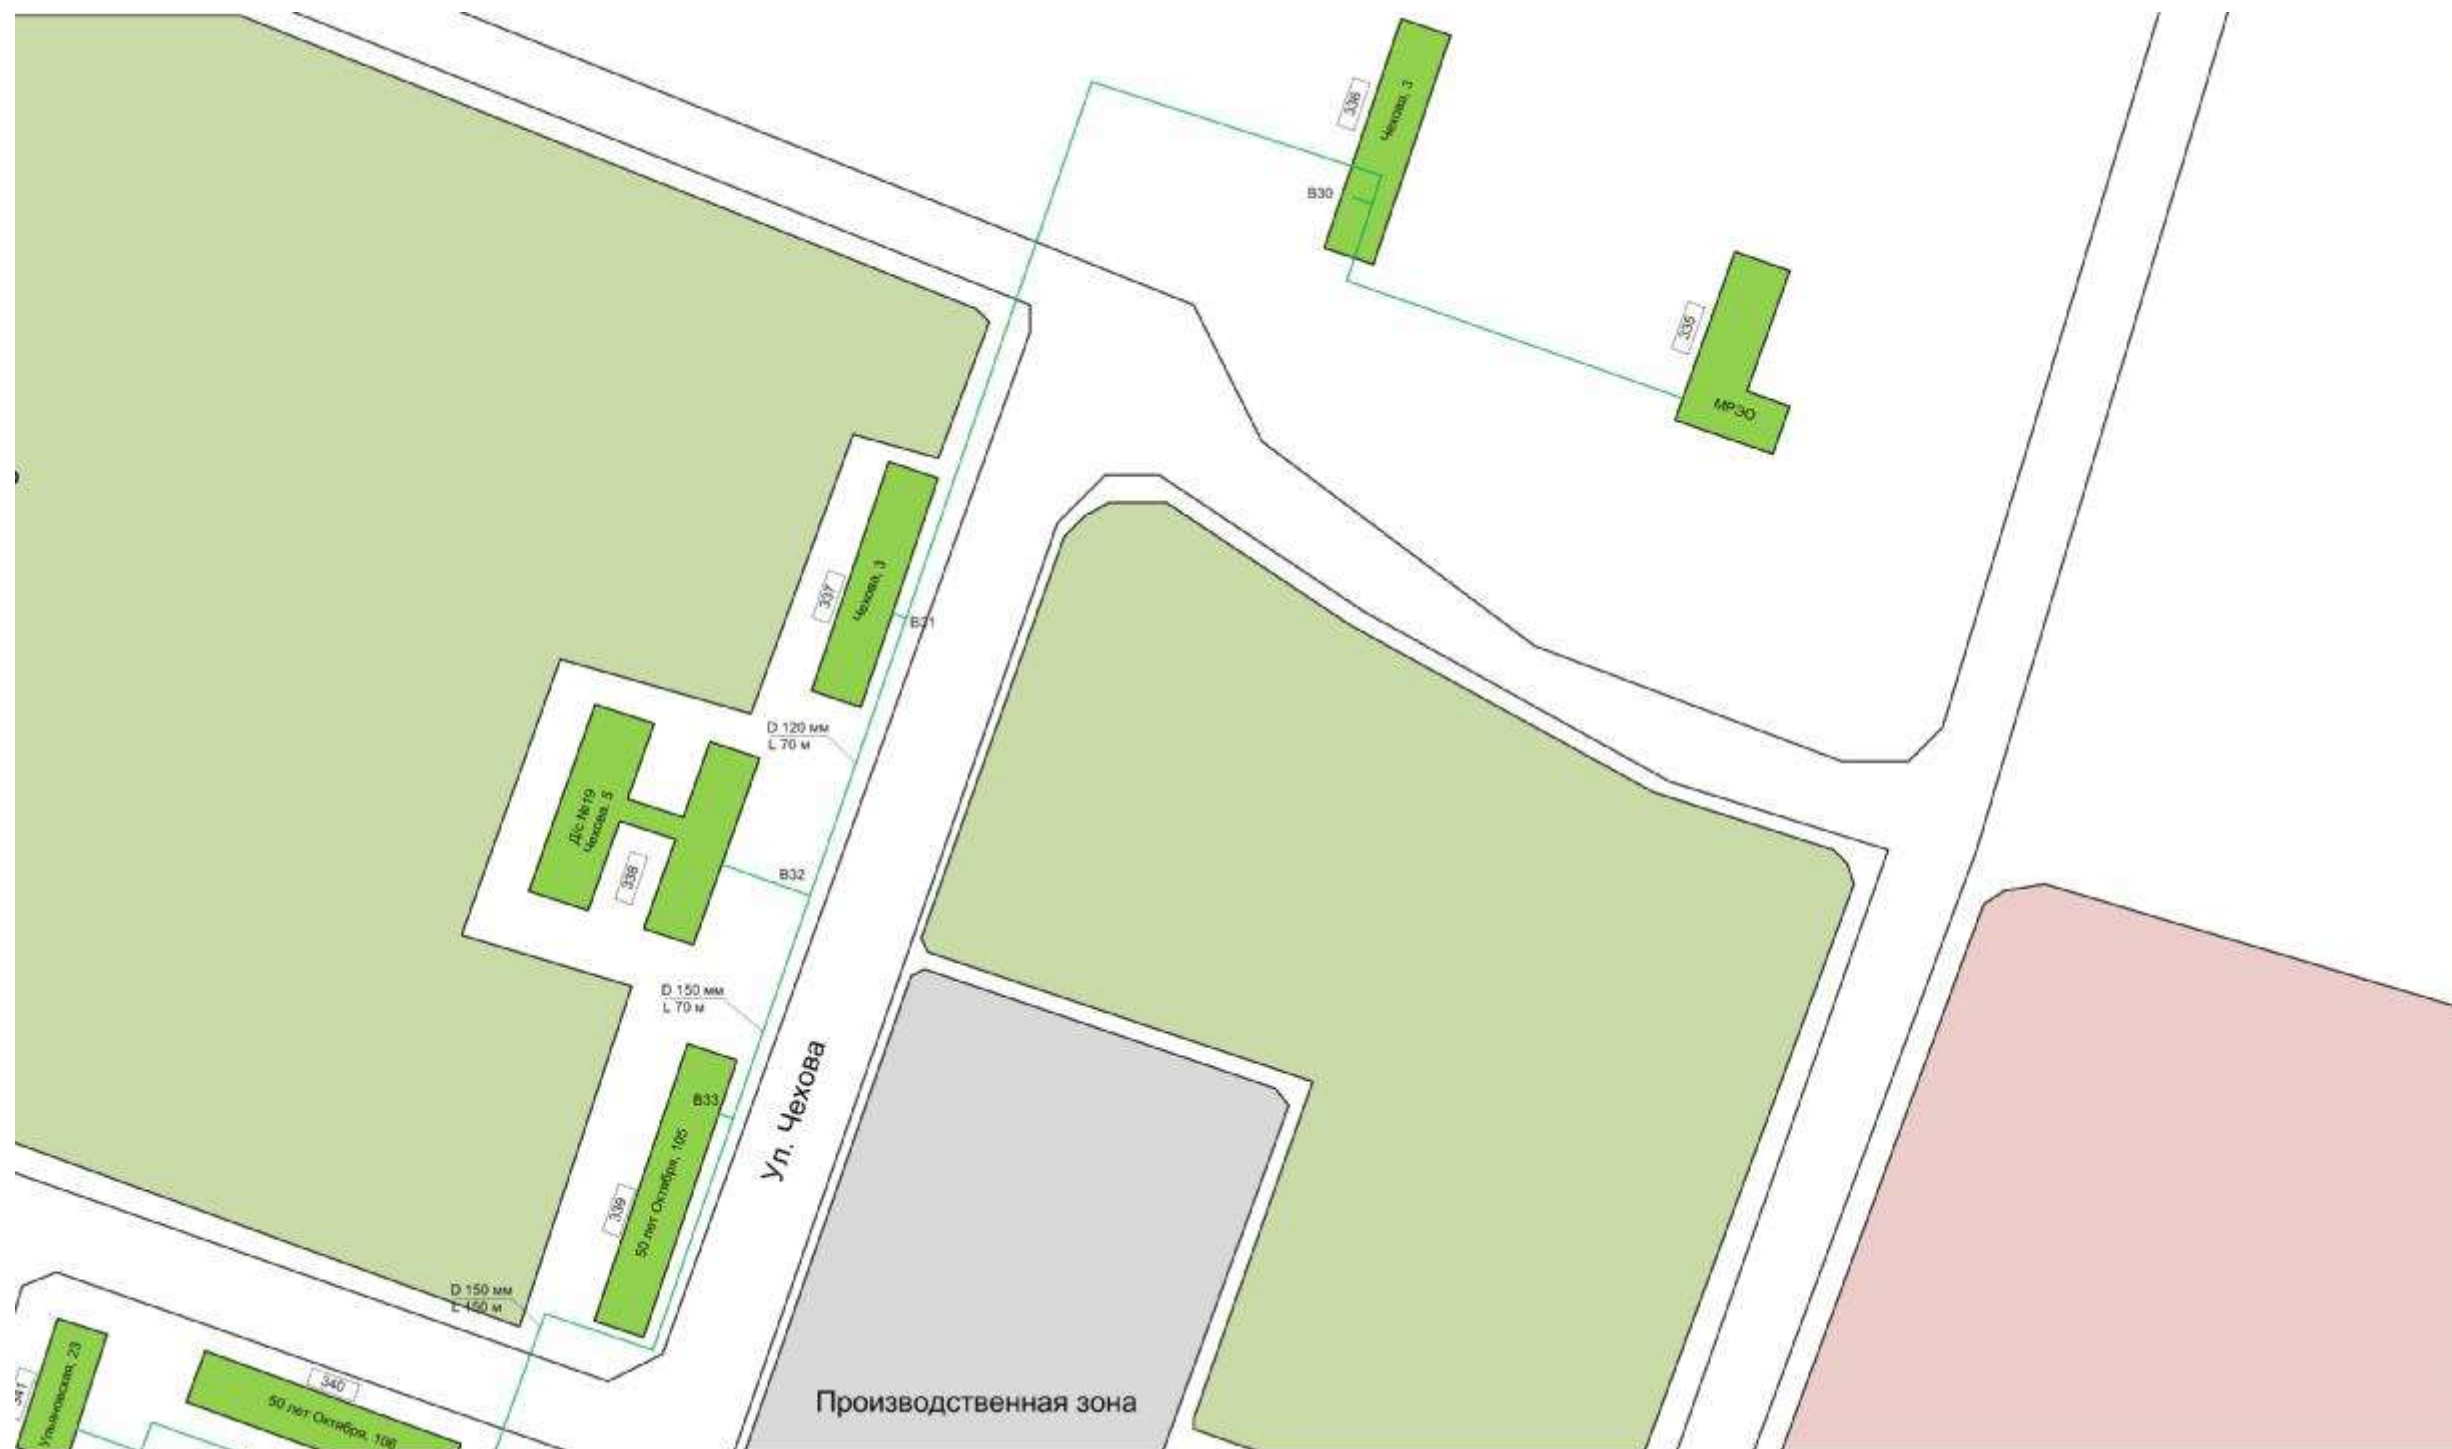 336
Чехова, 3
В30
335
МРЭО
337
Чехова, 3
В31
D 120 мм
L 70 м
Д/с №19
Чехова, 5
338
В32
D 150 мм
L 70 м
Ул. Чехова
В33
339
50 лет Октября, 105
D 150 мм
L 150 м
341
Ульяновская, 23
340
50 лет Октября, 106
Производственная зона